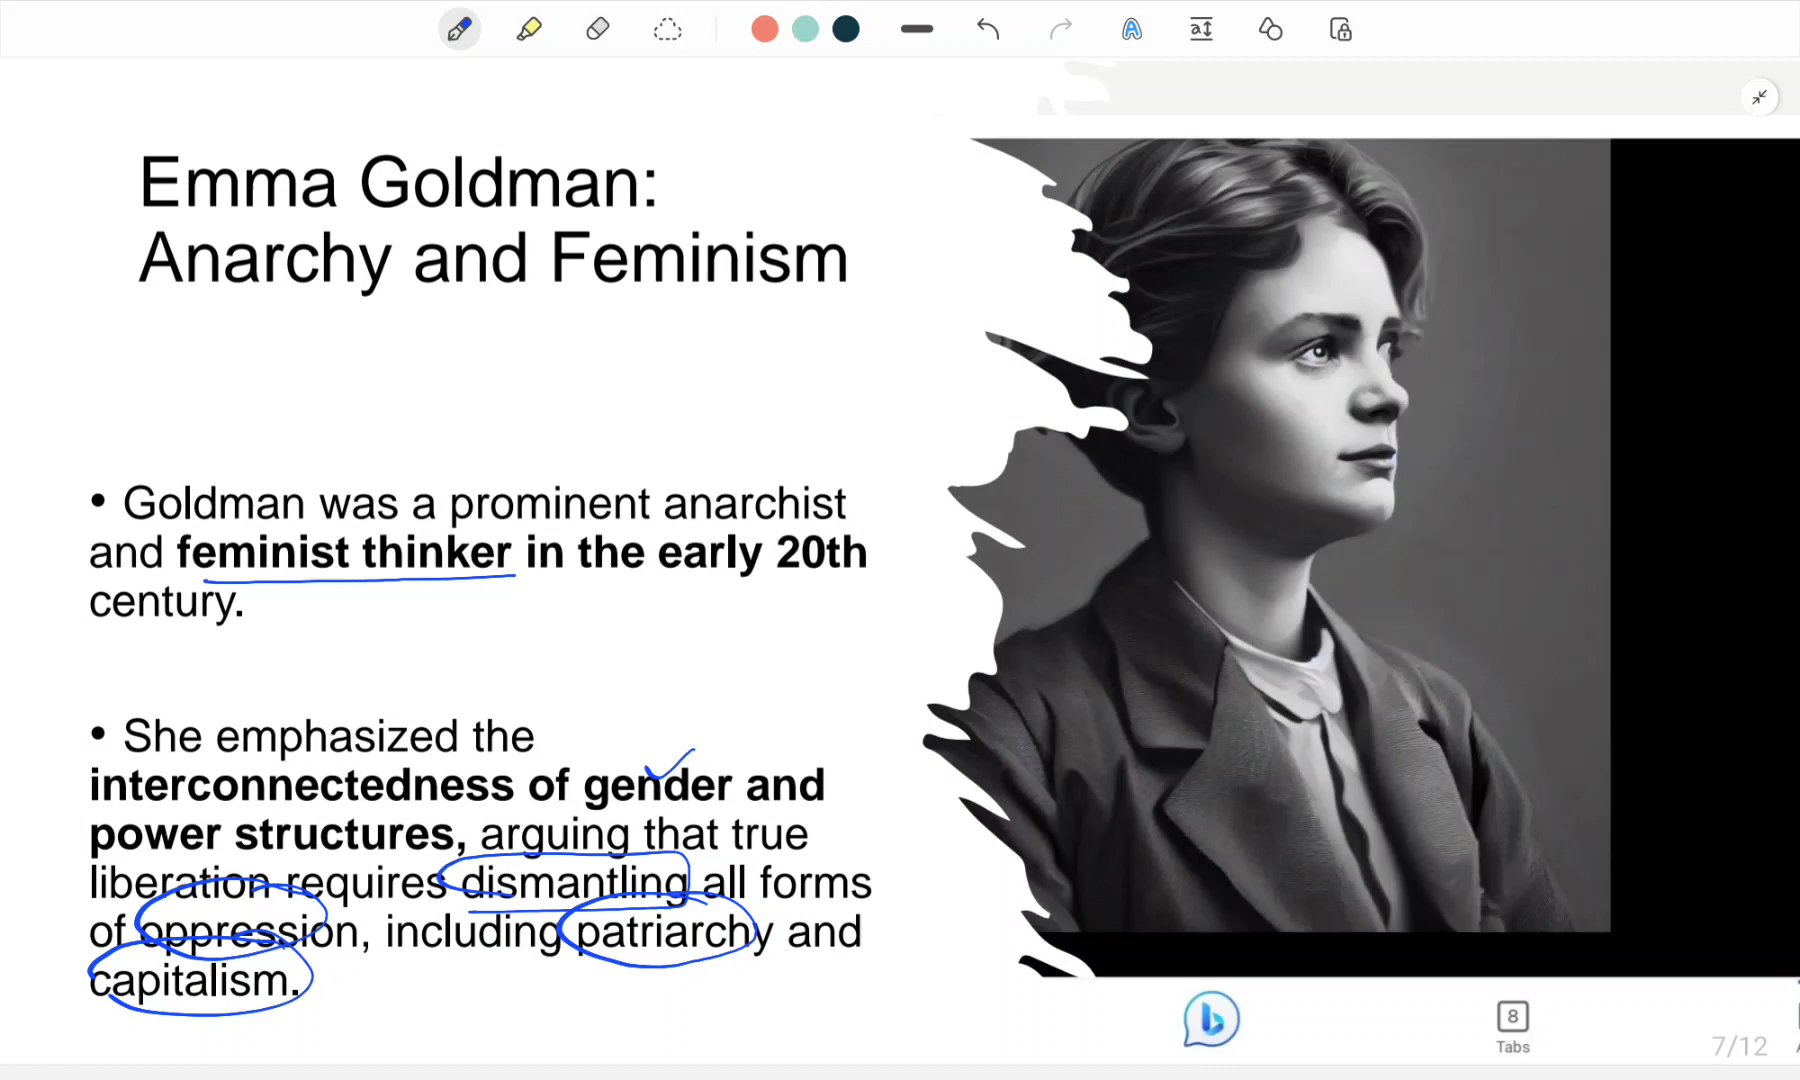 Emma Goldman:
Anarchy and Feminism
• Goldman was a prominent anarchist
and feminist thinker in the early 20th
century.
• She emphasized the
interconnectedness of gender and
power structures, arguing that true
liberation requires dismantling all forms
of oppression, including patriarchy and
capitalism.
8
Tabs
7/12